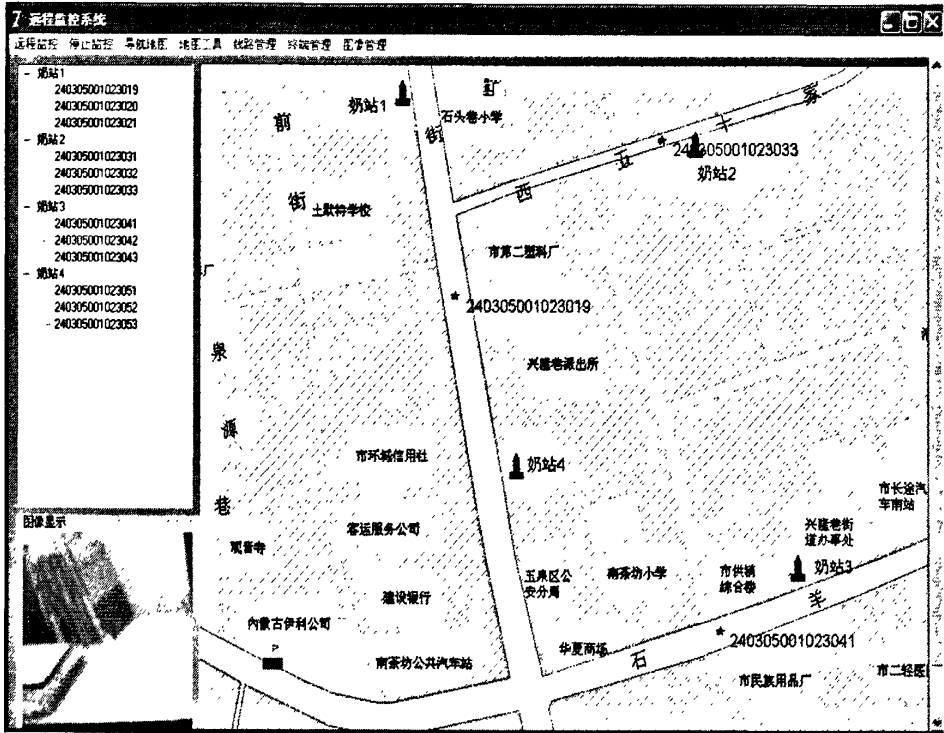 远程监控系统
远程监控 停止监控 导航地图 地图工具 线路管理 终端管理 图像管理
奶站1
240305001023019
240305001023020
240305001023021
奶站2
240305001023031
240305001023032
240305001023033
奶站3
240305001023041
240305001023042
240305001023043
奶站4
240305001023051
240305001023052
240305001023053
图像显示
奶站1
前
街
街
石头巷小学
土默特学校
西
五
十
家
240305001023033
奶站2
市第二塑料厂
厂
240305001023019
泉
源
巷
兴隆巷派出所
市环城信用社
奶站4
市长途汽
车南站
客运服务公司
观音寺
兴隆巷街
道办事处
奶站3
玉泉区公
安分局
南茶坊小学
市供销
综合楼
建设银行
内蒙古伊利公司
P
南茶坊公共汽车站
华夏商场
石
羊
240305001023041
市民族用品厂
市二轻医